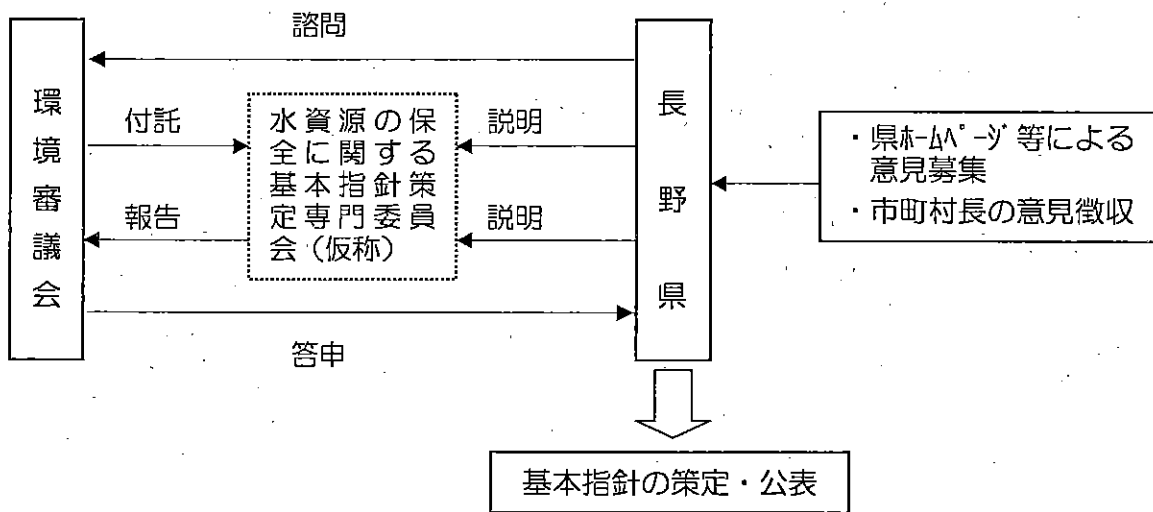 諮問
環境審議会
付託
報告
水資源の保
全に関する
基本指針策
定専門委員
会（仮称）
説明
説明
長野県
・県ﾎｰﾑﾍﾟｰｼﾞ等による
意見募集
・市町村長の意見徴収
答申
基本指針の策定・公表